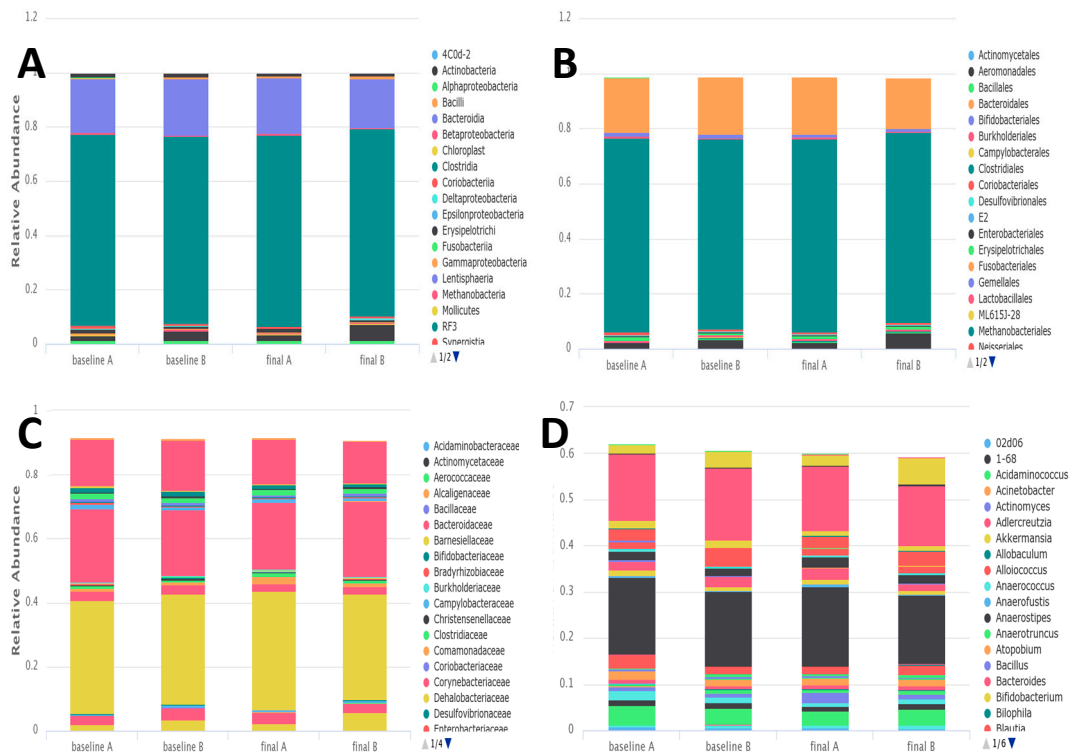 A
1.2
1
0.8
0.6
0.4
0.2
0
Relative Abundance
baseline A
baseline B
final A
final B
4C0d-2
Actinobacteria
Alphaproteobacteria
Bacilli
Bacteroidia
Betaproteobacteria
Chloroplast
Clostridia
Coriobacteriia
Deltaproteobacteria
Epsilonproteobacteria
Erysipelotrichi
Fusobacteriia
Gammaproteobacteria
Lentisphaeria
Methanobacteria
Mollicutes
RF3
Synergistia
1/2
B
1.2
0.8
0.6
0.4
0.2
0
baseline A
baseline B
final A
final B
Actinomycetales
Aeromonadales
Bacillales
Bacteroidales
Bifidobacteriales
Burkholderiales
Campylobacterales
Clostridiales
Coriobacteriales
Desulfovibrionales
E2
Enterobacteriales
Erysipelotrichales
Fusobacteriales
Gemellales
Lactobacillales
ML615J-28
Methanobacteriales
Neisseriales
1/2
C
1
0.8
0.6
0.4
0.2
0
Relative Abundance
baseline A
baseline B
final A
final B
Acidaminobacteraceae
Actinomycetaceae
Aerococcaceae
Alcaligenaceae
Bacillaceae
Bacteroidaceae
Barnesiellaceae
Bifidobacteriaceae
Bradyrhizobiaceae
Burkholderiaceae
Campylobacteraceae
Christensenellaceae
Clostridiaceae
Comamonadaceae
Coriobacteriaceae
Corynebacteriaceae
Dehalobacteriaceae
Desulfovibrionaceae
Enterobacteriaceae
1/4
D
0.7
0.6
0.5
0.4
0.3
0.2
0.1
0
baseline A
baseline B
final A
final B
02d06
1-68
Acidaminococcus
Acinetobacter
Actinomyces
Adlercreutzia
Akkermansia
Allobaculum
Alloiococcus
Anaerococcus
Anaerofustis
Anaerostipes
Anaerotruncus
Atopobium
Bacillus
Bacteroides
Bifidobacterium
Bilophila
Blautia
1/6